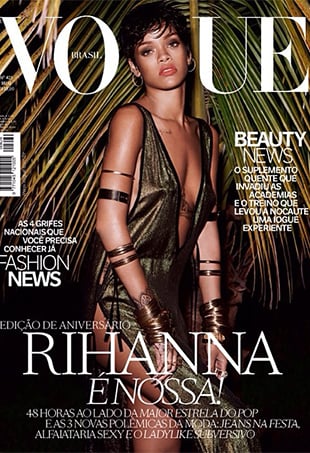 VOGUE
BRASIL
BEAUTY
NEWS
O SUPLEMENTO
QUENTE QUE
INVADIU AS
ACADEMIAS
E O TREINO QUE
LEVOU A NOCAUTE
UMA IOGUE
EXPERIENTE
AS 4 GRIFES
NACIONAIS QUE
VOCÊ PRECISA
CONHECER JÁ
FASHION
NEWS
EDIÇÃO DE ANIVERSÁRIO
RIHANNA
É NOSSA!
48 HORAS AO LADO DA MAIOR ESTRELA DO POP
E AS 3 NOVAS POLÊMICAS DA MODA: JEANS NA FESTA,
ALFAIATARIA SEXY E O LADYLIKE SUBVERSIVO